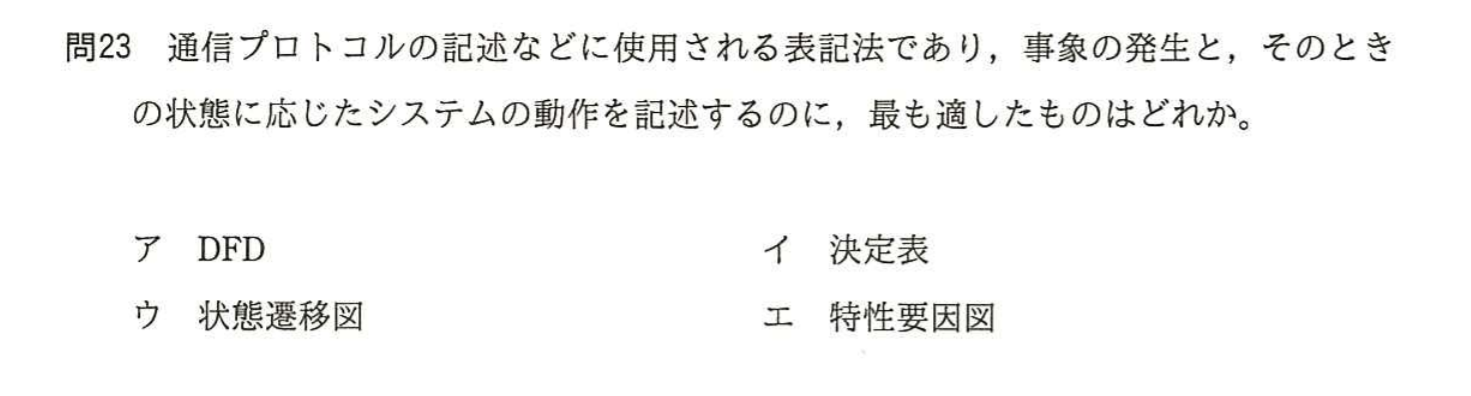 問23 通信プロトコルの記述などに使用される表記法であり，事象の発生と，そのとき
の状態に応じたシステムの動作を記述するのに，最も適したものはどれか。
ア DFD イ 決定表
ウ 状態遷移図 エ 特性要因図